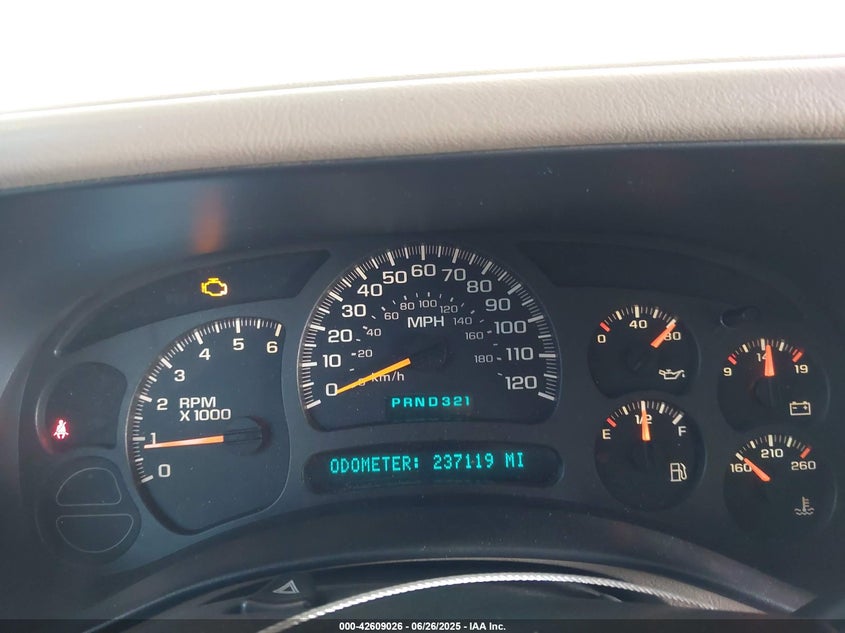 0 1 2 3 4 5 6
RPM
X1000
0 10 20 30 40 50 60 70 80 90 100 110 120
20 40 60 80 100 120 140 160 180
MPH
km/h
PRND321
ODOMETER: 237119 MI
0 40 80
9 14 19
E 1/2 F
160 210 260
000-42609026 - 06/26/2025 - IAA Inc.